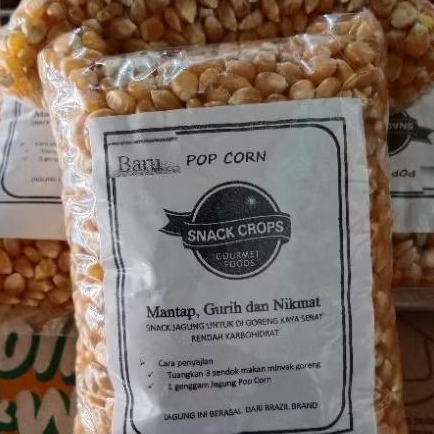 Baru POP CORN
SNACK CROPS
GOURMET
FOODS
Mantap, Gurih dan Nikmat
SNACK JAGUNG UNTUK DI GORENG KAYA SERAT
RENDAH KARBOHIDRAT
Cara penyajian
Tuangkan 3 sendok makan minyak goreng
1 genggam Jagung Pop Corn
JAGUNG INI BERASAL DARI BRAZIL BRAND